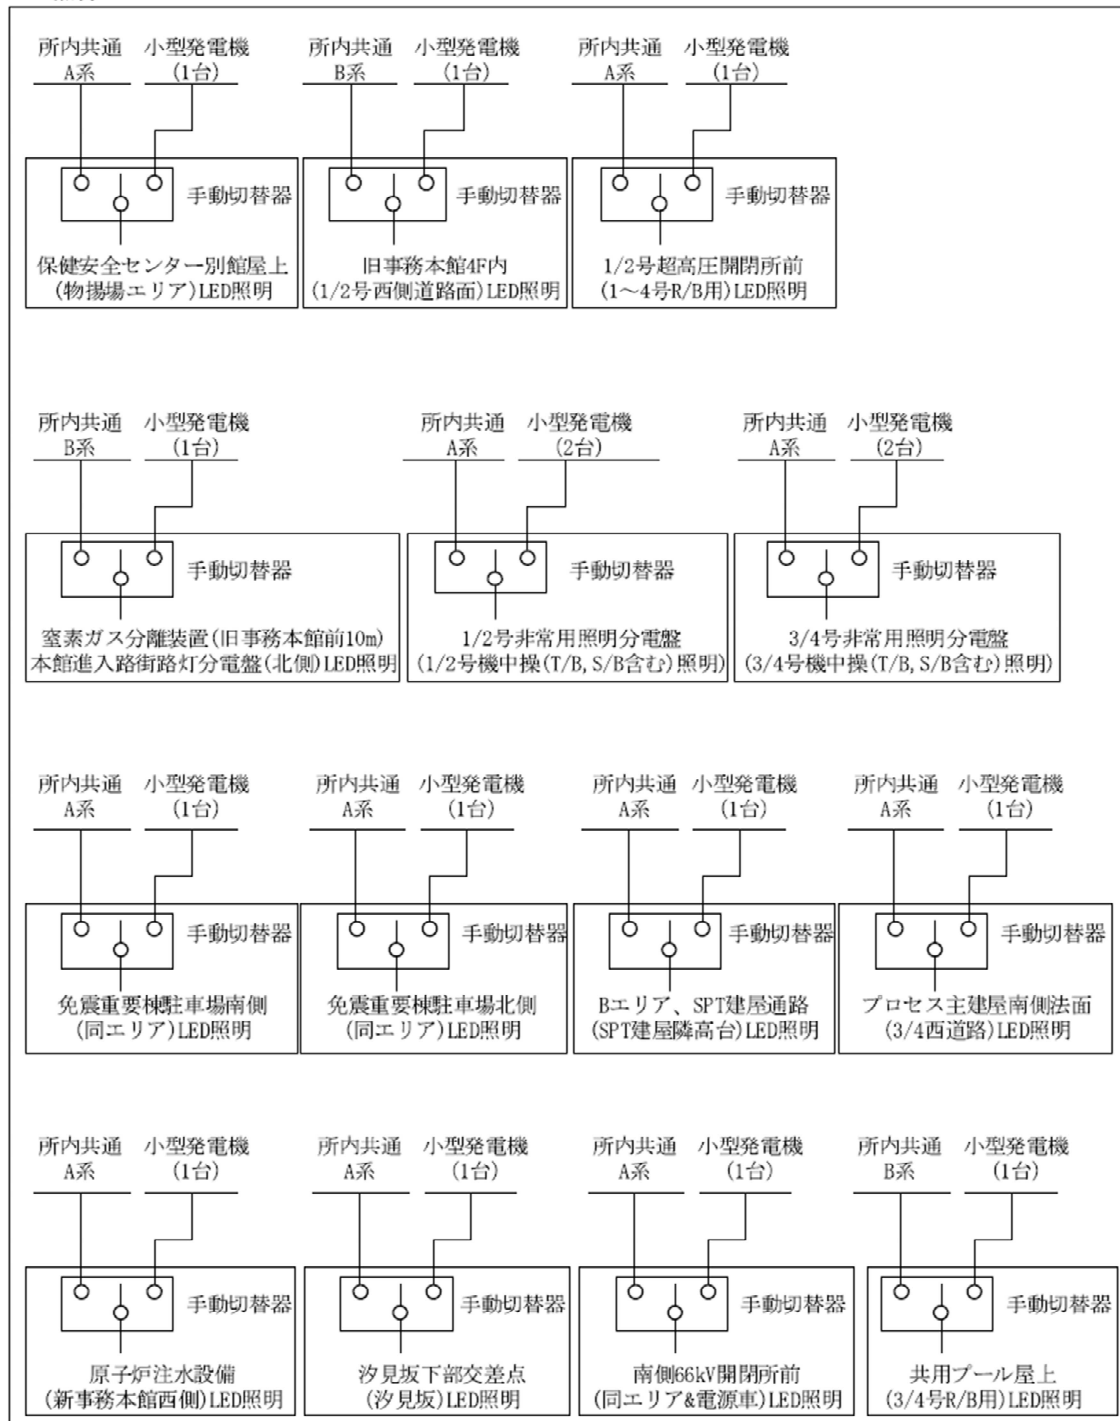 所内共通 小型発電機 所内共通 小型発電機 所内共通 小型発電機
A系 (1台) B系 (1台) A系 (1台)
手動切替器 手動切替器 手動切替器
保健安全センター別館屋上 旧事務本館4F内 1/2号超高圧開閉所前
(物揚場エリア)LED照明 (1/2号西側道路面)LED照明 (1〜4号R/B用)LED照明
所内共通 小型発電機 所内共通 小型発電機 所内共通 小型発電機
B系 (1台) A系 (2台) A系 (2台)
手動切替器 手動切替器 手動切替器
窒素ガス分離装置(旧事務本館前10m) 1/2号非常用照明分電盤 3/4号非常用照明分電盤
本館進入路街路灯分電盤(北側)LED照明 (1/2号機中操(T/B,S/B含む)照明) (3/4号機中操(T/B,S/B含む)照明)
所内共通 小型発電機 所内共通 小型発電機 所内共通 小型発電機 所内共通 小型発電機
A系 (1台) A系 (1台) A系 (1台) A系 (1台)
手動切替器 手動切替器 手動切替器 手動切替器
免震重要棟駐車場南側 免震重要棟駐車場北側 Bエリア、SPT建屋通路 プロセス主建屋南側法面
(同エリア)LED照明 (同エリア)LED照明 (SPT建屋隣高台)LED照明 (3/4西道路)LED照明
所内共通 小型発電機 所内共通 小型発電機 所内共通 小型発電機 所内共通 小型発電機
A系 (1台) A系 (1台) A系 (1台) B系 (1台)
手動切替器 手動切替器 手動切替器 手動切替器
原子炉注水設備 汐見坂下部交差点 南側66kV開閉所前 共用プール屋上
(新事務本館西側)LED照明 (汐見坂)LED照明 (同エリア&電源車)LED照明 (3/4号R/B用)LED照明